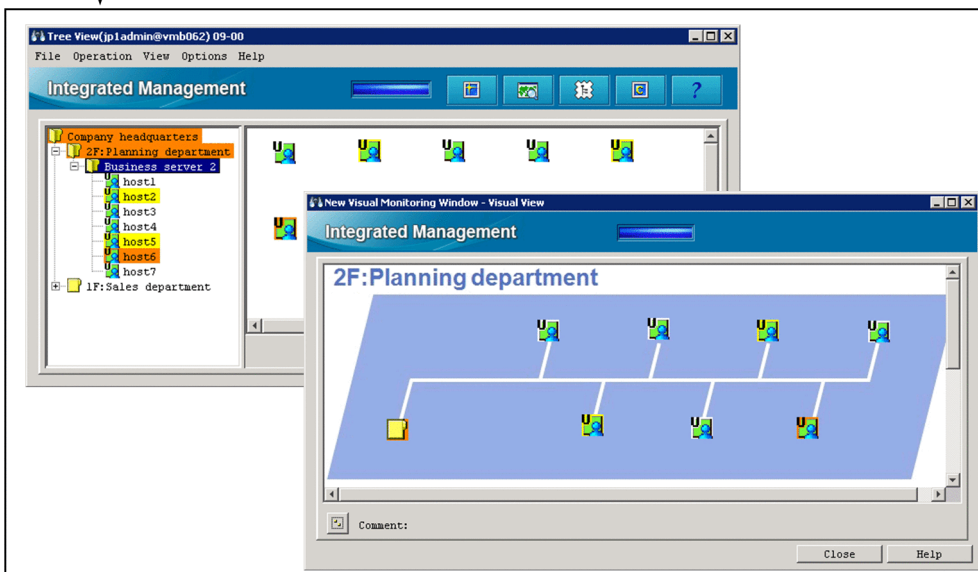 Tree View(jp1admin@vmb062) 09-00
File Operation View Options Help
Integrated Management
?
Company headquarters
2F:Planning department
Business server 2
host1
host2
host3
host4
host5
host6
host7
1F:Sales department
New Visual Monitoring Window - Visual View
Integrated Management
2F:Planning department
Comment:
Close Help